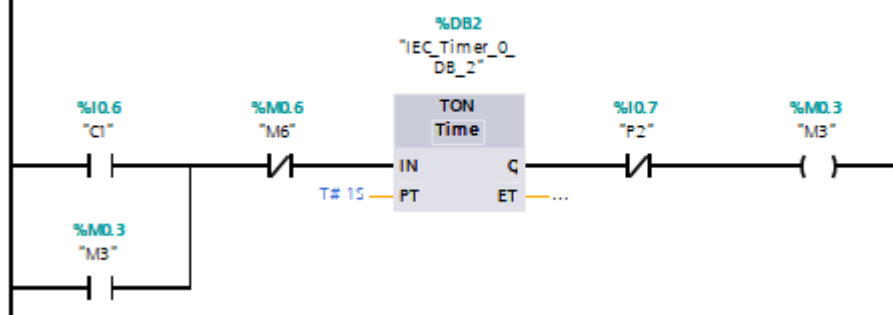 %DB2
"IEC_Timer_0_
DB_2"
%I0.6
"C1"
%M0.6
"M6"
TON
Time
%I0.7
"P2"
%M0.3
"M3"
IN
Q
T# 1S
PT
ET
...
%M0.3
"M3"